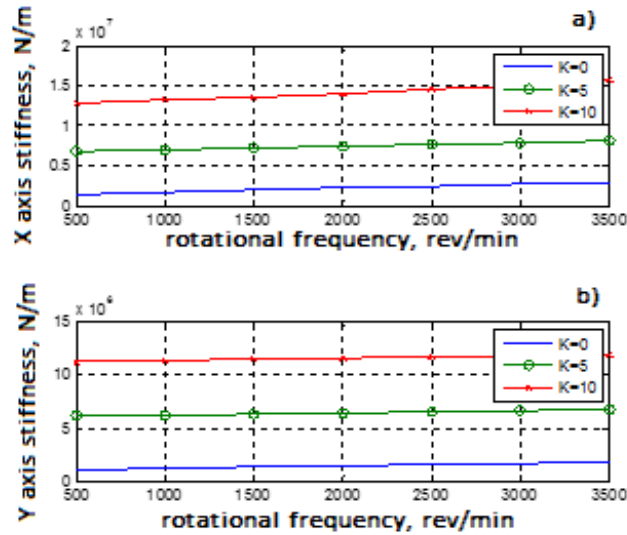 a)
x 10^7
X axis stiffness, N/m
2
1.5
1
0.5
0
K=0
K=5
K=10
500 1000 1500 2000 2500 3000 3500
rotational frequency, rev/min
b)
x 10^6
Y axis stiffness, N/m
15
10
5
0
K=0
K=5
K=10
500 1000 1500 2000 2500 3000 3500
rotational frequency, rev/min